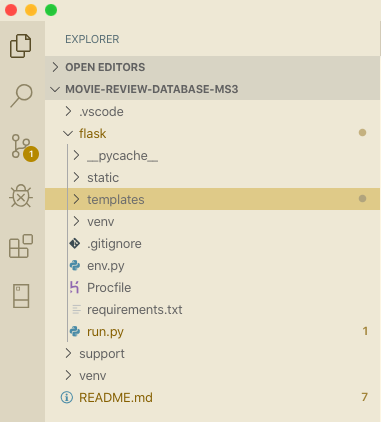 EXPLORER
OPEN EDITORS
MOVIE-REVIEW-DATABASE-MS3
.vscode
flask
__pycache__
static
templates
venv
.gitignore
env.py
Procfile
requirements.txt
run.py 1
support
venv
README.md 7
1